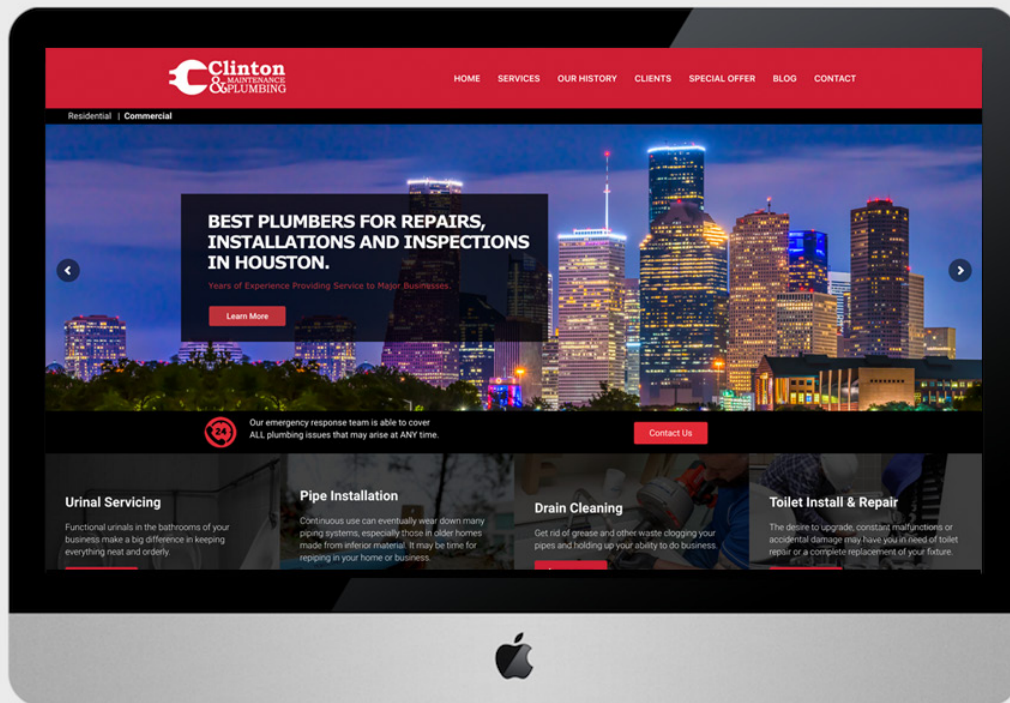 Clinton
& MAINTENANCE
PLUMBING
HOME SERVICES OUR HISTORY CLIENTS SPECIAL OFFER BLOG CONTACT
Residential | Commercial
BEST PLUMBERS FOR REPAIRS,
INSTALLATIONS AND INSPECTIONS
IN HOUSTON.
Years of Experience Providing Service to Major Businesses.
Learn More
24
Our emergency response team is able to cover
ALL plumbing issues that may arise at ANY time.
Contact Us
Urinal Servicing
Functional urinals in the bathrooms of your
business make a big difference in keeping
everything neat and orderly.
Pipe Installation
Continuous use can eventually wear down many
piping systems, especially those in older homes
made from inferior material. It may be time for
repiping in your home or business.
Drain Cleaning
Get rid of grease and other waste clogging your
pipes and holding up your ability to do business.
Toilet Install & Repair
The desire to upgrade, constant malfunctions or
accidental damage may have you in need of toilet
repair or a complete replacement of your fixture.